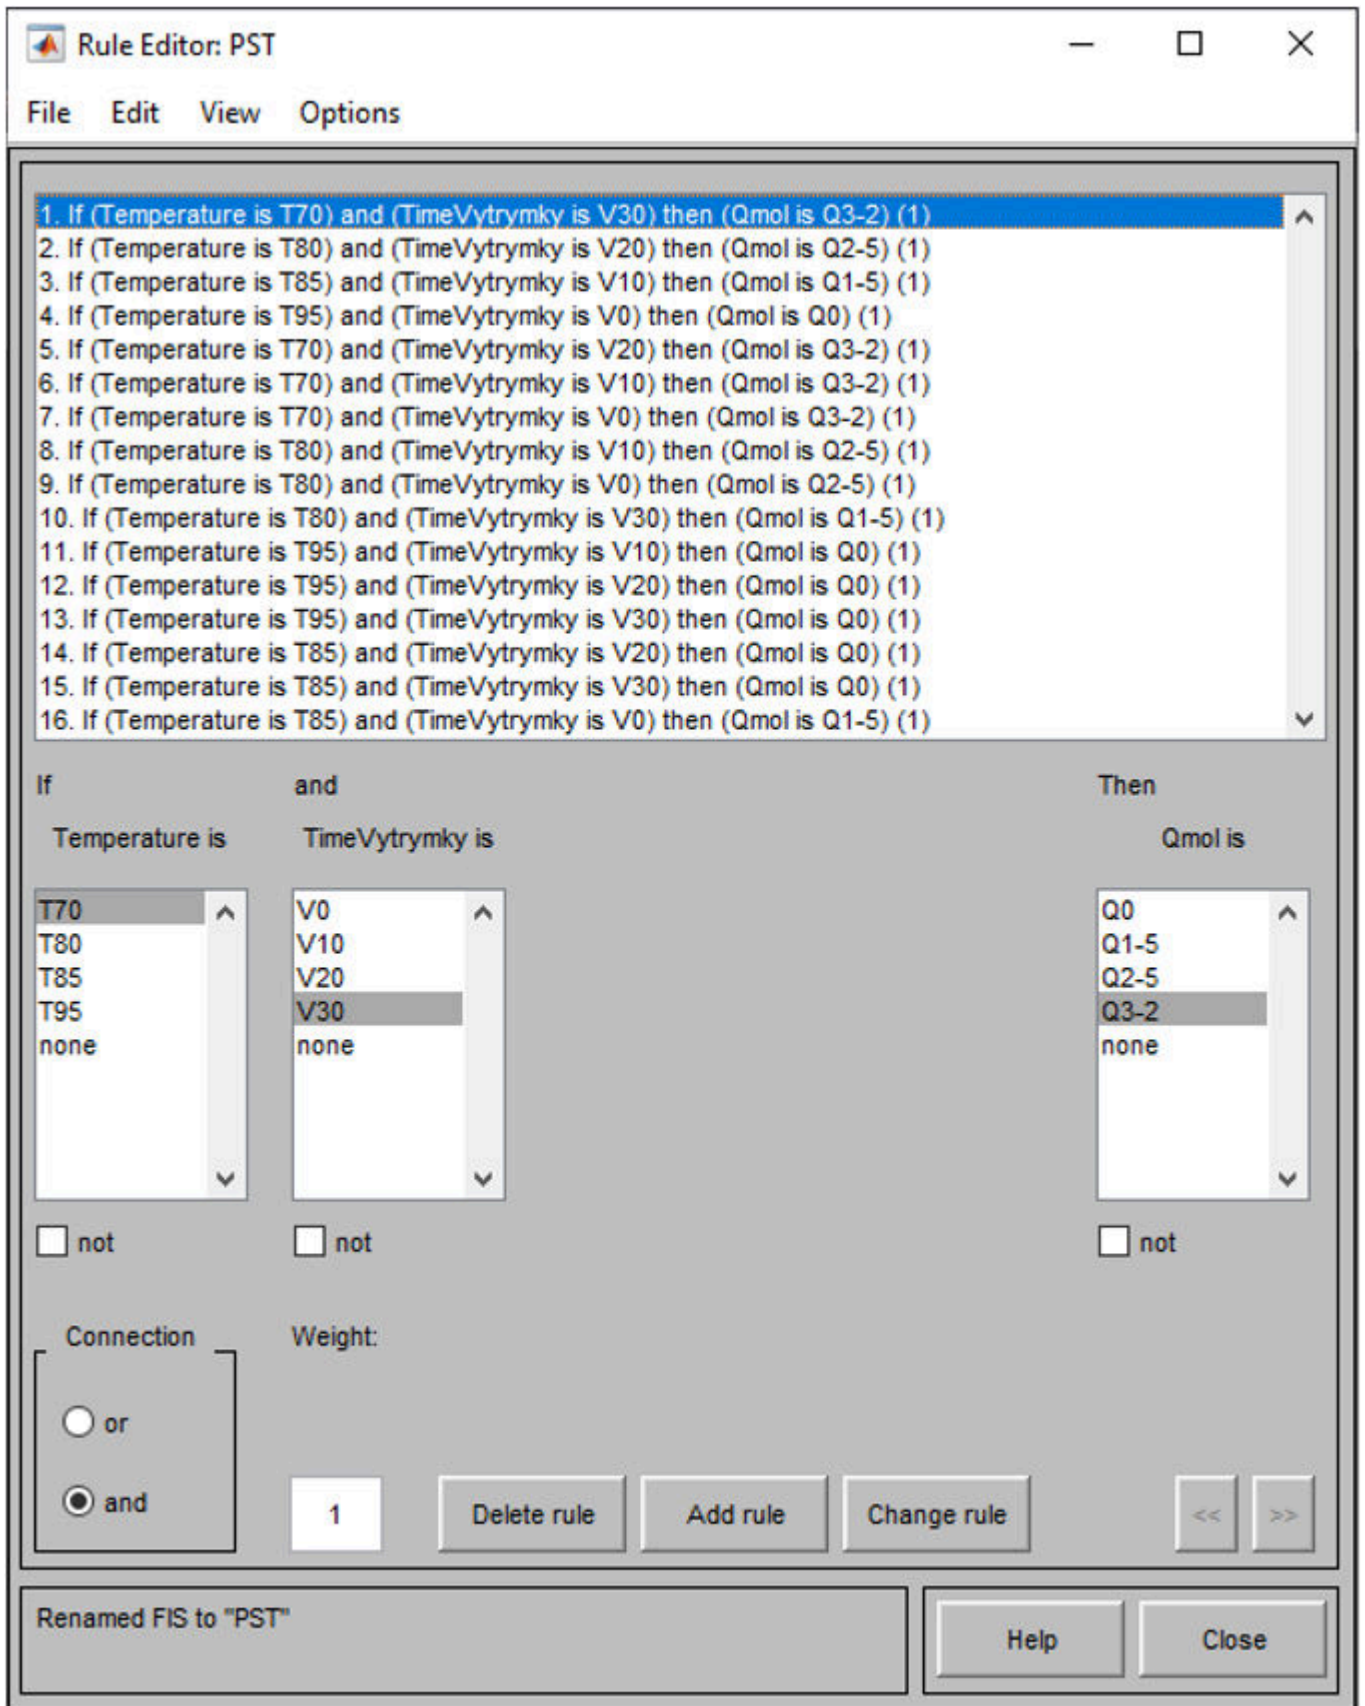 Rule Editor: PST
File Edit View Options
1. If (Temperature is T70) and (TimeVytrymky is V30) then (Qmol is Q3-2) (1)
2. If (Temperature is T80) and (TimeVytrymky is V20) then (Qmol is Q2-5) (1)
3. If (Temperature is T85) and (TimeVytrymky is V10) then (Qmol is Q1-5) (1)
4. If (Temperature is T95) and (TimeVytrymky is V0) then (Qmol is Q0) (1)
5. If (Temperature is T70) and (TimeVytrymky is V20) then (Qmol is Q3-2) (1)
6. If (Temperature is T70) and (TimeVytrymky is V10) then (Qmol is Q3-2) (1)
7. If (Temperature is T70) and (TimeVytrymky is V0) then (Qmol is Q3-2) (1)
8. If (Temperature is T80) and (TimeVytrymky is V10) then (Qmol is Q2-5) (1)
9. If (Temperature is T80) and (TimeVytrymky is V0) then (Qmol is Q2-5) (1)
10. If (Temperature is T80) and (TimeVytrymky is V30) then (Qmol is Q1-5) (1)
11. If (Temperature is T95) and (TimeVytrymky is V10) then (Qmol is Q0) (1)
12. If (Temperature is T95) and (TimeVytrymky is V20) then (Qmol is Q0) (1)
13. If (Temperature is T95) and (TimeVytrymky is V30) then (Qmol is Q0) (1)
14. If (Temperature is T85) and (TimeVytrymky is V20) then (Qmol is Q0) (1)
15. If (Temperature is T85) and (TimeVytrymky is V30) then (Qmol is Q0) (1)
16. If (Temperature is T85) and (TimeVytrymky is V0) then (Qmol is Q1-5) (1)
If and Then
Temperature is TimeVytrymky is Qmol is
T70 V0 Q0
T80 V10 Q1-5
T85 V20 Q2-5
T95 V30 Q3-2
none none none
not not not
Connection Weight:
or
and 1 Delete rule Add rule Change rule << >>
Renamed FIS to "PST"
Help Close